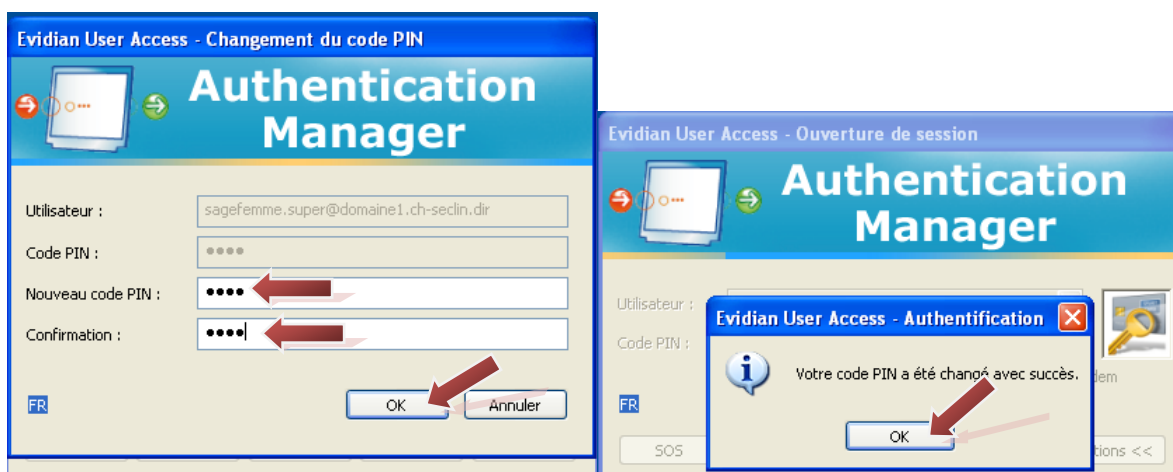 Evidian User Access - Changement du code PIN
Authentication
Manager
Utilisateur :
sagefemme.super@domaine1.ch-seclin.dir
Code PIN :
••••
Nouveau code PIN :
••••
Confirmation :
••••
FR
OK
Annuler
Evidian User Access - Ouverture de session
Authentication
Manager
Utilisateur :
Code PIN :
Evidian User Access - Authentification
Votre code PIN a été changé avec succès.
OK
FR
SOS